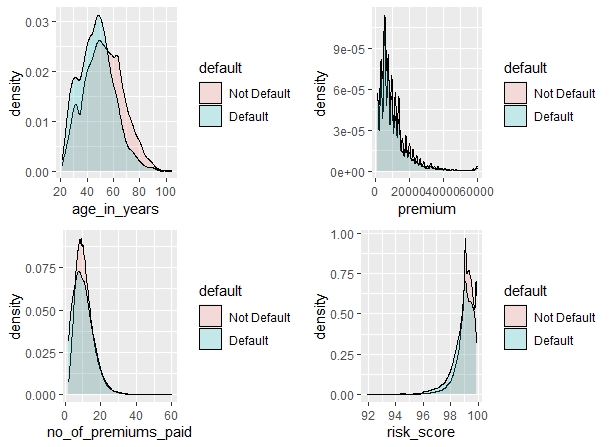 0.03
0.02
0.01
0.00
density
20 40 60 80 100
age_in_years
default
Not Default
Default
9e-05
6e-05
3e-05
0e+00
density
0 20000 40000 60000
premium
default
Not Default
Default
0.075
0.050
0.025
0.000
density
0 20 40 60
no_of_premiums_paid
default
Not Default
Default
1.00
0.75
0.50
0.25
0.00
density
92 94 96 98 100
risk_score
default
Not Default
Default